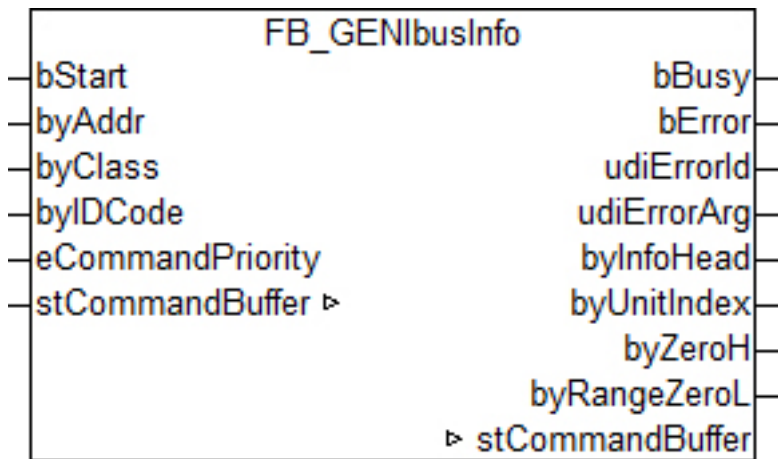 FB_GENIbusInfo
bStart bBusy
byAddr bError
byClass udiErrorId
byIDCode udiErrorArg
eCommandPriority byInfoHead
stCommandBuffer byUnitIndex
byZeroH
byRangeZeroL
stCommandBuffer